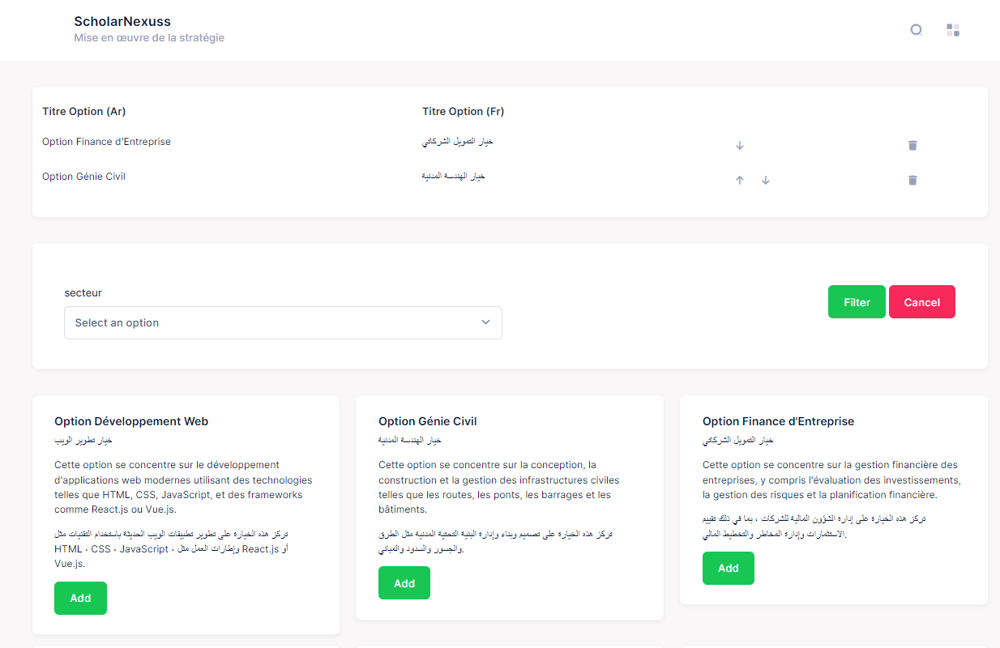 ScholarNexuss
Mise en œuvre de la stratégie
Titre Option (Ar)
Titre Option (Fr)
Option Finance d'Entreprise
خيار التمويل الشركاتي
Option Génie Civil
خيار الهندسة المدنية
secteur
Select an option
Filter
Cancel
Option Développement Web
خيار تطوير الويب
Cette option se concentre sur le développement
d'applications web modernes utilisant des technologies
telles que HTML, CSS, JavaScript, et des frameworks
comme React.js ou Vue.js.
تركز هذه الخيارة على تطوير تطبيقات الويب الحديثة باستخدام التقنيات مثل
HTML ، CSS ، JavaScript ، وإطارات العمل مثل React.js أو
Vue.js.
Add
Option Génie Civil
خيار الهندسة المدنية
Cette option se concentre sur la conception, la
construction et la gestion des infrastructures civiles
telles que les routes, les ponts, les barrages et les
bâtiments.
تركز هذه الخيارة على تصميم وبناء وإدارة البنية التحتية المدنية مثل الطرق
والجسور والسدود والمباني.
Add
Option Finance d'Entreprise
خيار التمويل الشركاتي
Cette option se concentre sur la gestion financière des
entreprises, y compris l'évaluation des investissements,
la gestion des risques et la planification financière.
تركز هذه الخيارة على إدارة الشؤون المالية للشركات ، بما في ذلك تقييم
الاستثمارات وإدارة المخاطر والتخطيط المالي.
Add